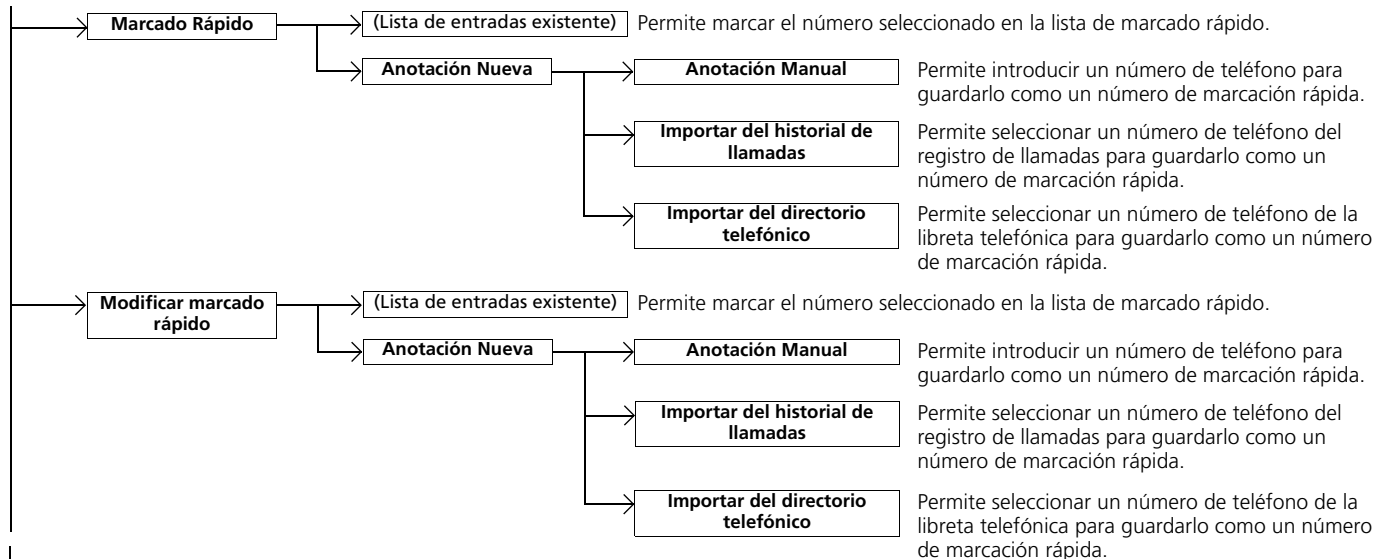 Marcado Rápido
(Lista de entradas existente)
Permite marcar el número seleccionado en la lista de marcado rápido.
Anotación Nueva
Anotación Manual
Permite introducir un número de teléfono para
guardarlo como un número de marcación rápida.
Importar del historial de
llamadas
Permite seleccionar un número de teléfono del
registro de llamadas para guardarlo como un
número de marcación rápida.
Importar del directorio
telefónico
Permite seleccionar un número de teléfono de la
libreta telefónica para guardarlo como un número
de marcación rápida.
Modificar marcado
rápido
(Lista de entradas existente)
Permite marcar el número seleccionado en la lista de marcado rápido.
Anotación Nueva
Anotación Manual
Permite introducir un número de teléfono para
guardarlo como un número de marcación rápida.
Importar del historial de
llamadas
Permite seleccionar un número de teléfono del
registro de llamadas para guardarlo como un
número de marcación rápida.
Importar del directorio
telefónico
Permite seleccionar un número de teléfono de la
libreta telefónica para guardarlo como un número
de marcación rápida.